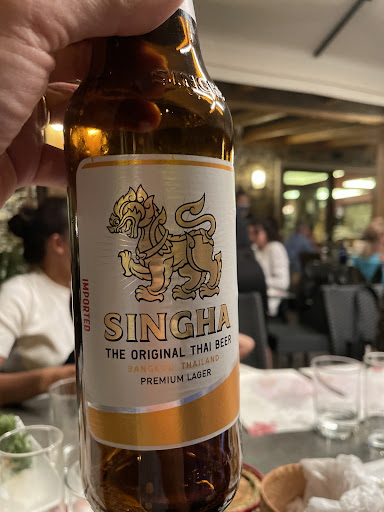 Singha
IMPORTED
SINGHA
THE ORIGINAL THAI BEER
BANGKOK, THAILAND
PREMIUM LAGER